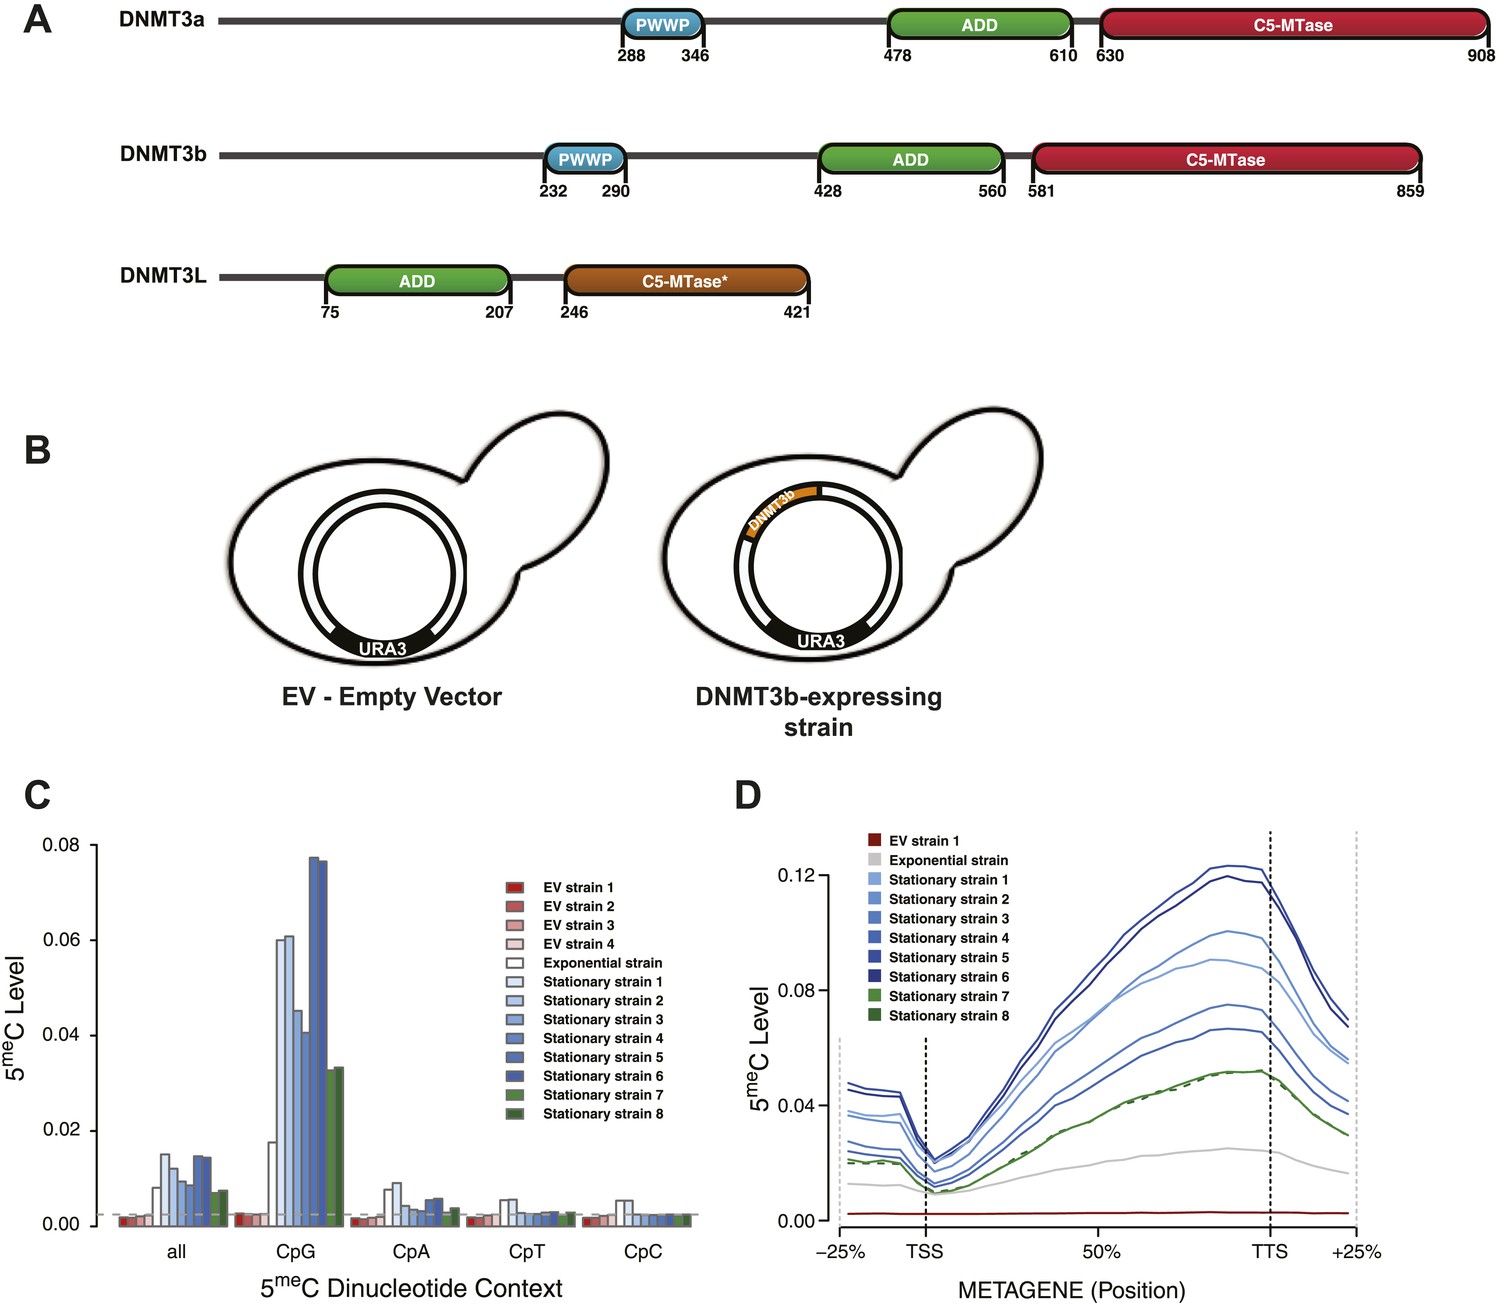 A
DNMT3a
PWWP
ADD
C5-MTase
288
346
478
610
630
908
DNMT3b
PWWP
ADD
C5-MTase
232
290
428
560
581
859
DNMT3L
ADD
C5-MTase*
75
207
246
421
B
URA3
EV - Empty Vector
DNMT3b
URA3
DNMT3b-expressing
strain
C
5meC Level
0.08
0.06
0.04
0.02
0.00
EV strain 1
EV strain 2
EV strain 3
EV strain 4
Exponential strain
Stationary strain 1
Stationary strain 2
Stationary strain 3
Stationary strain 4
Stationary strain 5
Stationary strain 6
Stationary strain 7
Stationary strain 8
all
CpG
CpA
CpT
CpC
5meC Dinucleotide Context
D
5meC Level
0.12
0.08
0.04
0.00
EV strain 1
Exponential strain
Stationary strain 1
Stationary strain 2
Stationary strain 3
Stationary strain 4
Stationary strain 5
Stationary strain 6
Stationary strain 7
Stationary strain 8
−25%
TSS
50%
TTS
+25%
METAGENE (Position)